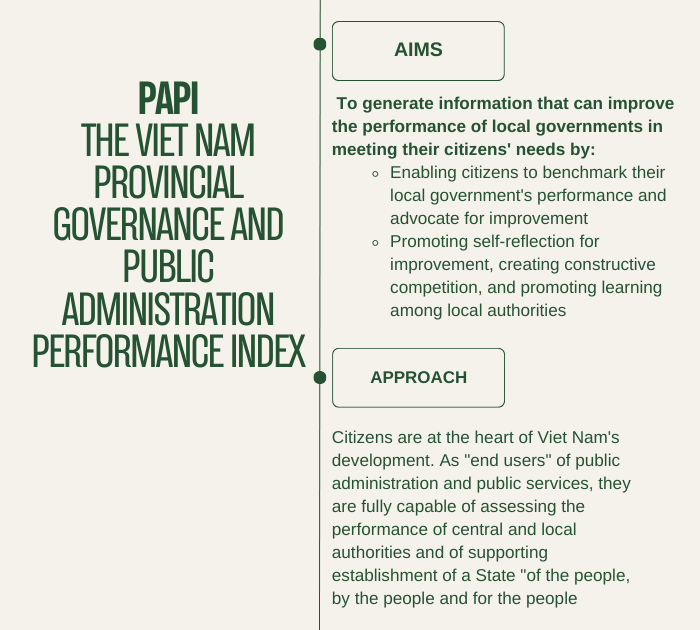 PAPI
THE VIET NAM
PROVINCIAL
GOVERNANCE AND
PUBLIC
ADMINISTRATION
PERFORMANCE INDEX
AIMS
To generate information that can improve
the performance of local governments in
meeting their citizens' needs by:
Enabling citizens to benchmark their
local government's performance and
advocate for improvement
Promoting self-reflection for
improvement, creating constructive
competition, and promoting learning
among local authorities
APPROACH
Citizens are at the heart of Viet Nam's
development. As "end users" of public
administration and public services, they
are fully capable of assessing the
performance of central and local
authorities and of supporting
establishment of a State "of the people,
by the people and for the people